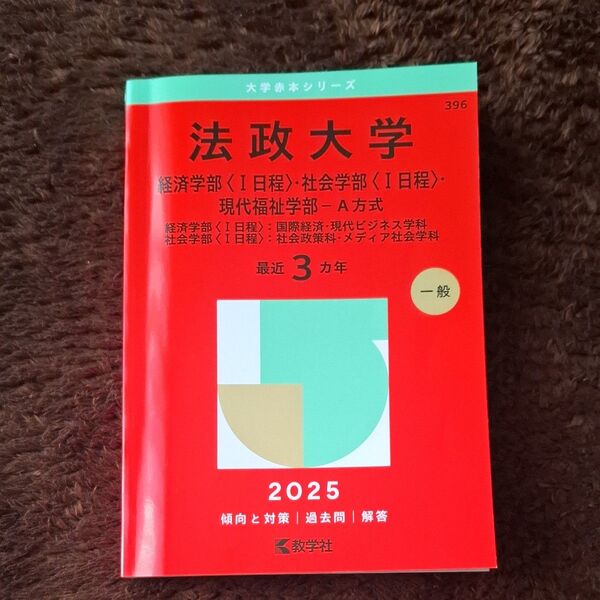 大学赤本シリーズ
396
法政大学
経済学部〈Ⅰ日程〉・社会学部〈Ⅰ日程〉・
現代福祉学部－A方式
経済学部〈Ⅰ日程〉：国際経済・現代ビジネス学科
社会学部〈Ⅰ日程〉：社会政策科・メディア社会学科
最近3カ年
一般
2025
傾向と対策｜過去問｜解答
教学社